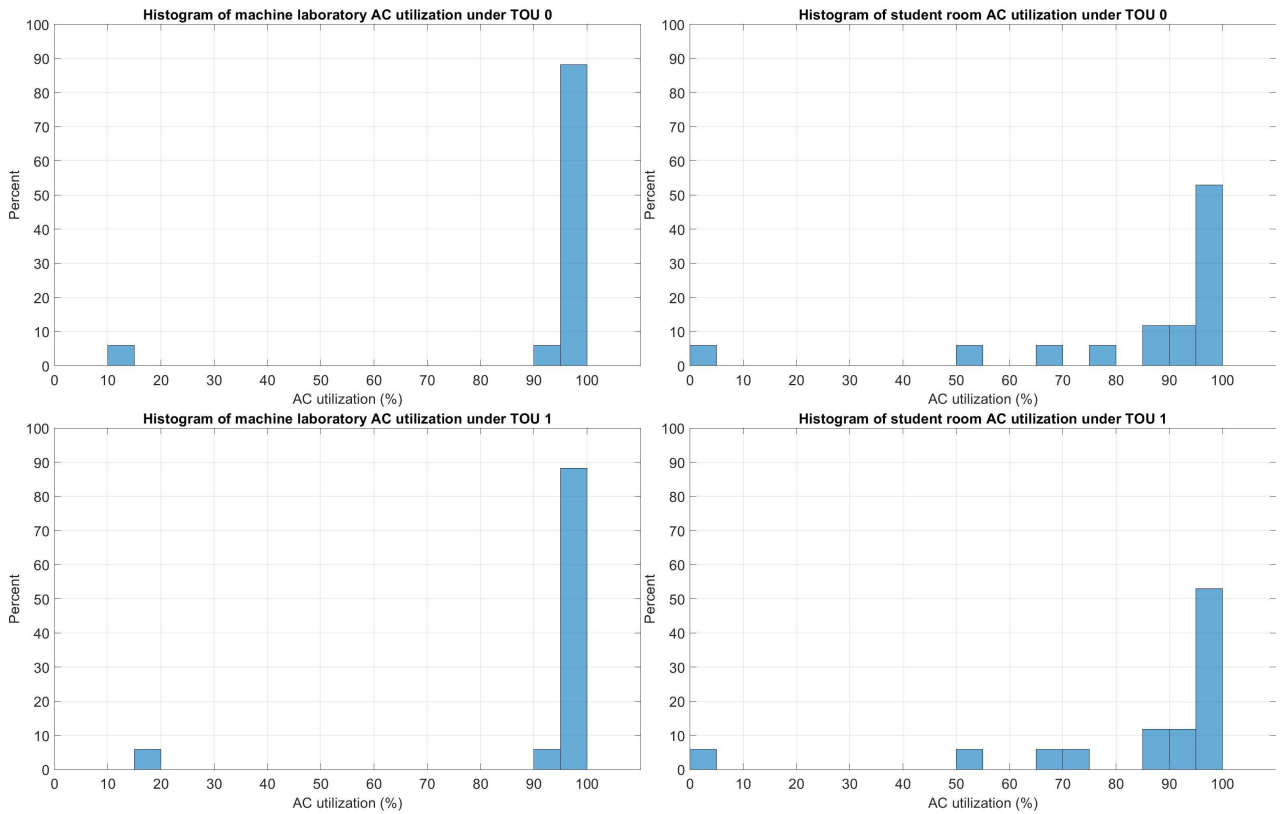 Histogram of machine laboratory AC utilization under TOU 0
100
90
80
70
60
50
40
30
20
10
0
Percent
0 10 20 30 40 50 60 70 80 90 100
AC utilization (%)
Histogram of student room AC utilization under TOU 0
100
90
80
70
60
50
40
30
20
10
0
Percent
0 10 20 30 40 50 60 70 80 90 100
AC utilization (%)
Histogram of machine laboratory AC utilization under TOU 1
100
90
80
70
60
50
40
30
20
10
0
Percent
0 10 20 30 40 50 60 70 80 90 100
AC utilization (%)
Histogram of student room AC utilization under TOU 1
100
90
80
70
60
50
40
30
20
10
0
Percent
0 10 20 30 40 50 60 70 80 90 100
AC utilization (%)